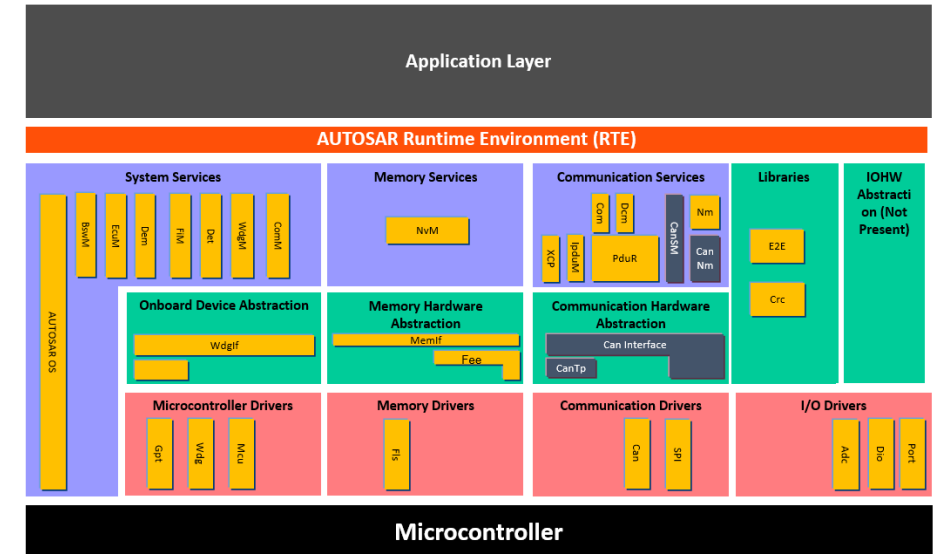 Application Layer
AUTOSAR Runtime Environment (RTE)
System Services
Memory Services
Communication Services
Libraries
IOHW
Abstracti
on (Not
Present)
AUTOSAR OS
BswM
EcuM
Dem
FiM
Det
WdgM
ComM
NvM
Com
Dcm
CanSM
Nm
XCP
IpduM
PduR
Can
Nm
E2E
Crc
Onboard Device Abstraction
WdgIf
Memory Hardware
Abstraction
MemIf
Fee
Communication Hardware
Abstraction
Can Interface
CanTp
Microcontroller Drivers
Gpt
Wdg
Mcu
Memory Drivers
Fls
Communication Drivers
Can
SPI
I/O Drivers
Adc
Dio
Port
Microcontroller